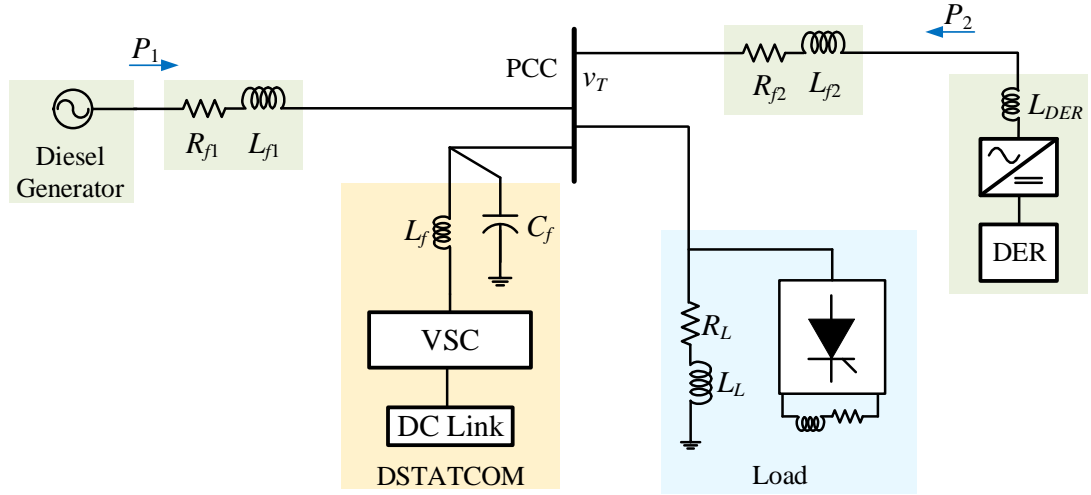 P1
P2
PCC
vT
Rf1
Lf1
Rf2
Lf2
LDER
Diesel
Generator
Lf
Cf
DER
RL
VSC
LL
DC Link
DSTATCOM
Load